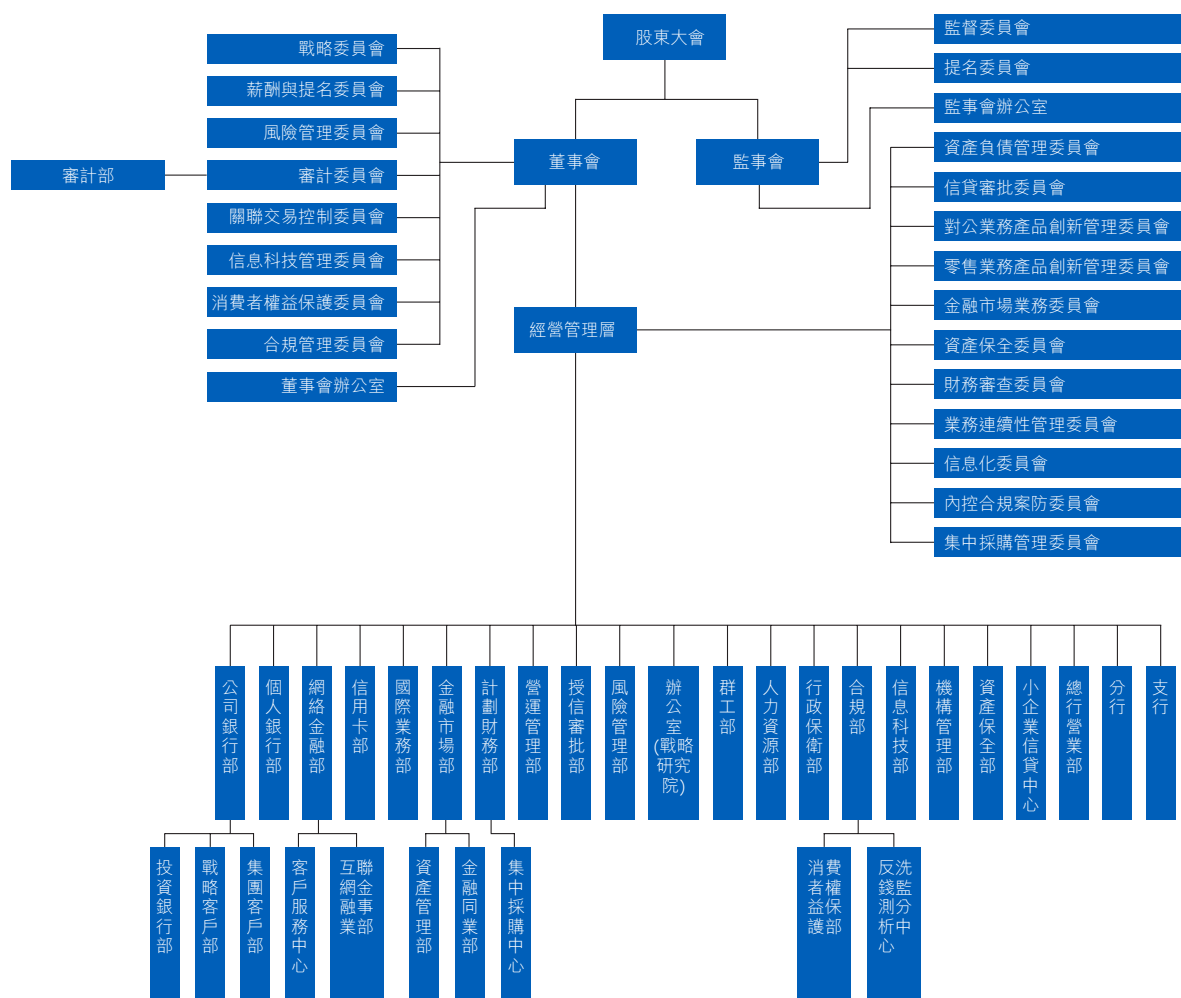 股東大會
董事會
監事會
經營管理層
戰略委員會
薪酬與提名委員會
風險管理委員會
審計部
審計委員會
關聯交易控制委員會
信息科技管理委員會
消費者權益保護委員會
合規管理委員會
董事會辦公室
監督委員會
提名委員會
監事會辦公室
資產負債管理委員會
信貸審批委員會
對公業務產品創新管理委員會
零售業務產品創新管理委員會
金融市場業務委員會
資產保全委員會
財務審查委員會
業務連續性管理委員會
信息化委員會
內控合規案防委員會
集中採購管理委員會
公司銀行部
個人銀行部
網絡金融部
信用卡部
國際業務部
金融市場部
計劃財務部
營運管理部
授信審批部
風險管理部
辦公室
(戰略
研究
院)
群工部
人力資源部
行政保衛部
合規部
信息科技部
機構管理部
資產保全部
小企業信貸中心
總行營業部
分行
支行
投資銀行部
戰略客戶部
集團客戶部
客戶服務中心
互聯
網金
融事
業部
資產管理部
金融同業部
集中採購中心
消費
者權
益保
護部
反洗
錢監
測分
析中
心